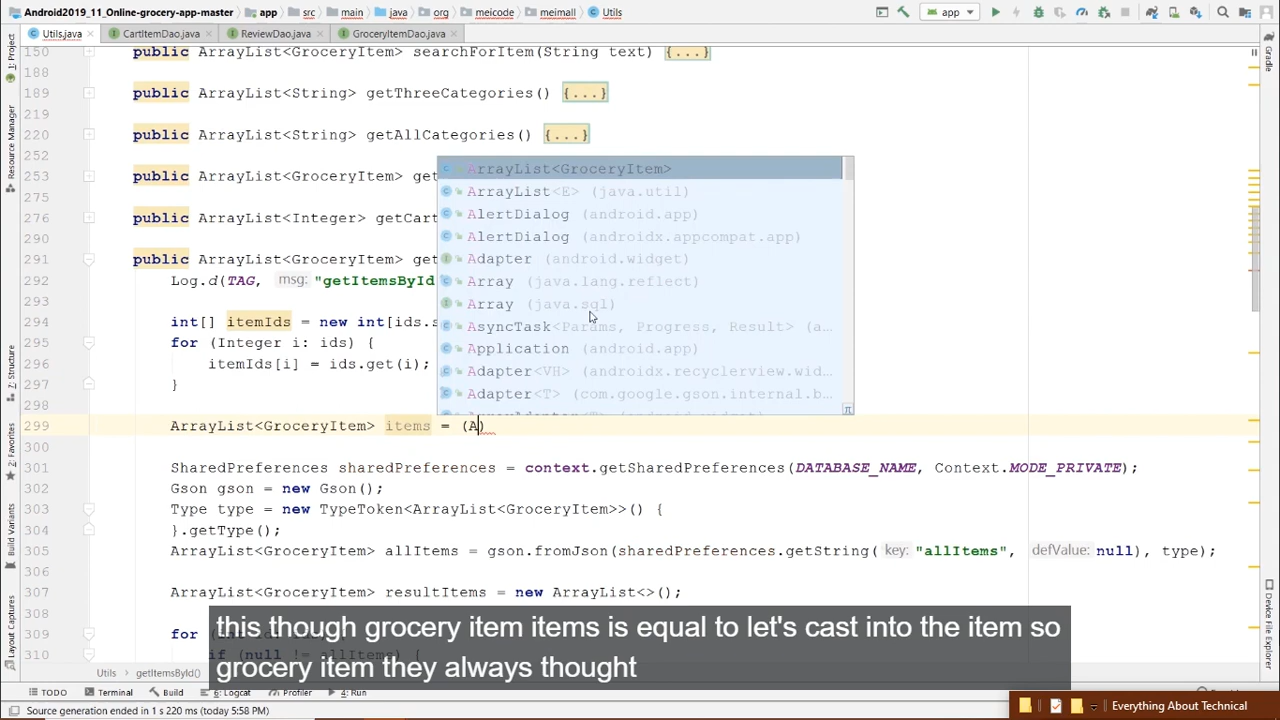 Android2019_11_Online-grocery-app-master app src main java org meicode meimall Utils app
Utils.java CartItemDao.java ReviewDao.java GroceryItemDao.java
150 public ArrayList<GroceryItem> searchForItem(String text) {...}
188
189 public ArrayList<String> getThreeCategories() {...}
219
220 public ArrayList<String> getAllCategories() {...}
252
253 public ArrayList<GroceryItem> get
275
276 public ArrayList<Integer> getCar
290
291 public ArrayList<GroceryItem> get
292 Log.d(TAG, msg: "getItemsById
293
294 int[] itemIds = new int[ids.s
295 for (Integer i: ids) {
296 itemIds[i] = ids.get(i);
297 }
298
299 ArrayList<GroceryItem> items = (A)
300
301 SharedPreferences sharedPreferences = context.getSharedPreferences(DATABASE_NAME, Context.MODE_PRIVATE);
302 Gson gson = new Gson();
303 Type type = new TypeToken<ArrayList<GroceryItem>>() {
304 }.getType();
305 ArrayList<GroceryItem> allItems = gson.fromJson(sharedPreferences.getString( key: "allItems", defValue: null), type);
306
307 ArrayList<GroceryItem> resultItems = new ArrayList<>();
308
309 for
310
ArrayList<GroceryItem>
ArrayList<E> (java.util)
AlertDialog (android.app)
AlertDialog (androidx.appcompat.app)
Adapter (android.widget)
Array (java.lang.reflect)
Array (java.sql)
AsyncTask<Params, Progress, Result> (a...
Application (android.app)
Adapter<VH> (androidx.recyclerview.wid...
Adapter<T> (com.google.gson.internal.b...
this though grocery item items is equal to let's cast into the item so
grocery item they always thought
Utils getItemsById()
TODO Terminal Build 6: Logcat Profiler 4: Run
Source generation ended in 1 s 220 ms (today 5:58 PM)
Everything About Technical
1: Project
Resource Manager
7: Structure
2: Favorites
Build Variants
Layout Captures
Gradle
Device File Explorer